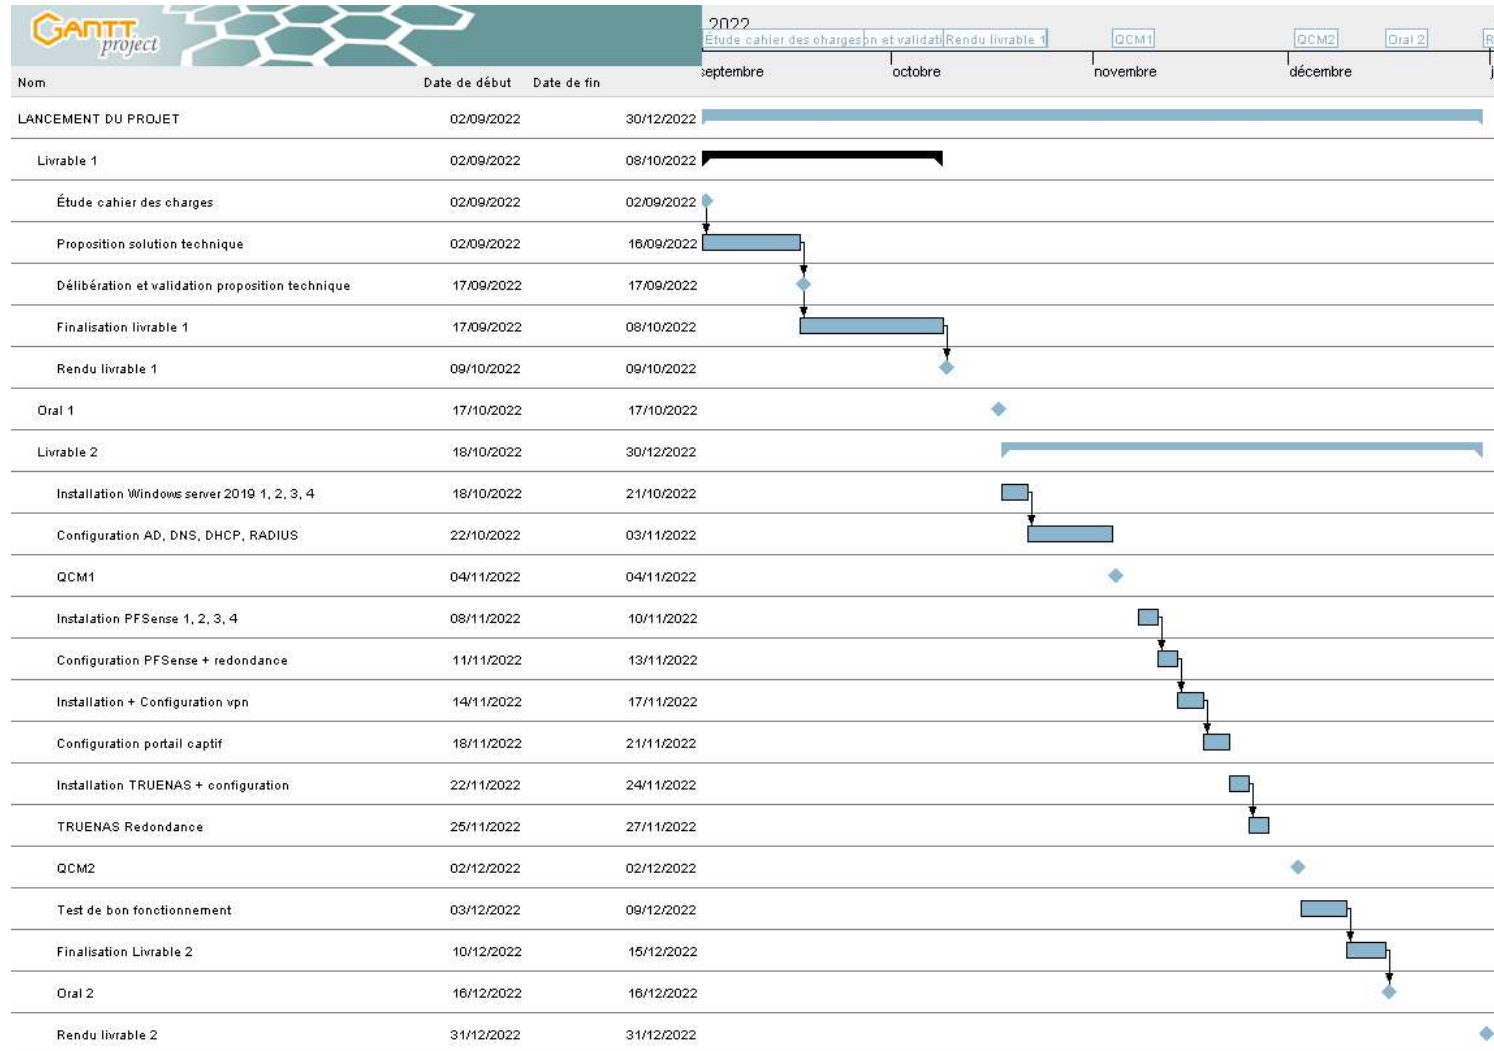 GANTT
project
2022
Étude cahier des charges on et validati Rendu livrable 1 QCM1 QCM2 Oral 2 R
septembre octobre novembre décembre j
Nom Date de début Date de fin
LANCEMENT DU PROJET 02/09/2022 30/12/2022
Livrable 1 02/09/2022 08/10/2022
Étude cahier des charges 02/09/2022 02/09/2022
Proposition solution technique 02/09/2022 16/09/2022
Délibération et validation proposition technique 17/09/2022 17/09/2022
Finalisation livrable 1 17/09/2022 08/10/2022
Rendu livrable 1 09/10/2022 09/10/2022
Oral 1 17/10/2022 17/10/2022
Livrable 2 18/10/2022 30/12/2022
Installation Windows server 2019 1, 2, 3, 4 18/10/2022 21/10/2022
Configuration AD, DNS, DHCP, RADIUS 22/10/2022 03/11/2022
QCM1 04/11/2022 04/11/2022
Instalation PFSense 1, 2, 3, 4 08/11/2022 10/11/2022
Configuration PFSense + redondance 11/11/2022 13/11/2022
Installation + Configuration vpn 14/11/2022 17/11/2022
Configuration portail captif 18/11/2022 21/11/2022
Installation TRUENAS + configuration 22/11/2022 24/11/2022
TRUENAS Redondance 25/11/2022 27/11/2022
QCM2 02/12/2022 02/12/2022
Test de bon fonctionnement 03/12/2022 09/12/2022
Finalisation Livrable 2 10/12/2022 15/12/2022
Oral 2 16/12/2022 16/12/2022
Rendu livrable 2 31/12/2022 31/12/2022